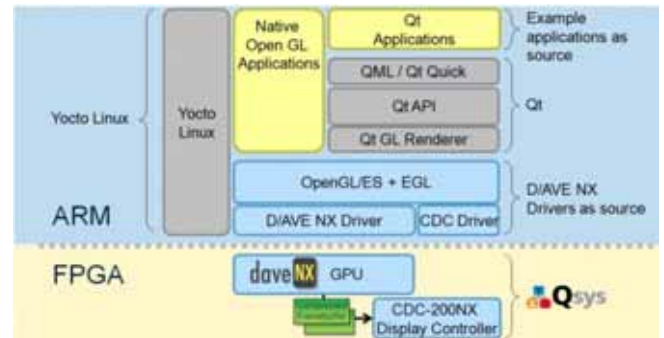 Native
Open GL
Applications
Qt
Applications
Example
applications as
source
Yocto Linux
Yocto
Linux
QML / Qt Quick
Qt API
Qt GL Renderer
Qt
OpenGL/ES + EGL
D/AVE NX Driver
CDC Driver
D/AVE NX
Drivers as source
ARM
FPGA
dave NX GPU
CDC-200NX
Display Controller
Qsys